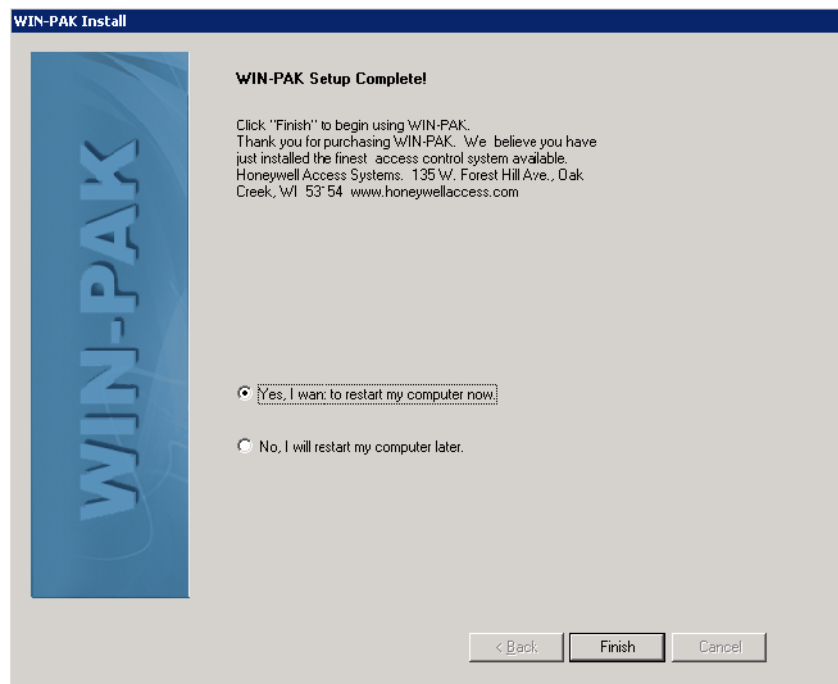 WIN-PAK Install
WIN-PAK
WIN-PAK Setup Complete!
Click "Finish" to begin using WIN-PAK.
Thank you for purchasing WIN-PAK. We believe you have
just installed the finest access control system available.
Honeywell Access Systems. 135 W. Forest Hill Ave., Oak
Creek, WI 53154 www.honeywellaccess.com
Yes, I want to restart my computer now.
No, I will restart my computer later.
< Back
Finish
Cancel